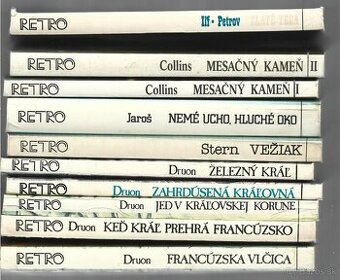 RETRO Ilf - Petrov ZLATÉ TEĽA
RETRO Collins MESAČNÝ KAMEŇ II
RETRO Collins MESAČNÝ KAMEŇ I
RETRO Jaroš NEMÉ UCHO, HLUCHÉ OKO
RETRO Stern VEŽIAK
RETRO Druon ŽELEZNÝ KRÁĽ
RETRO Druon ZAHRDÚSENÁ KRÁĽOVNÁ
RETRO Druon JED V KRÁĽOVSKEJ KORUNE
RETRO Druon KEĎ KRÁĽ PREHRÁ FRANCÚZSKO
RETRO Druon FRANCÚZSKA VLČICA